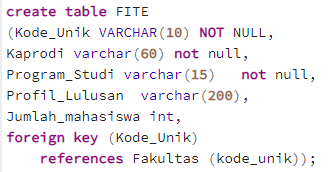 create table FITE
(Kode_Unik VARCHAR(10) NOT NULL,
Kaprodi varchar(60) not null,
Program_Studi varchar(15)   not null,
Profil_Lulusan  varchar(200),
Jumlah_mahasiswa int,
foreign key (Kode_Unik)
    references Fakultas (kode_unik));